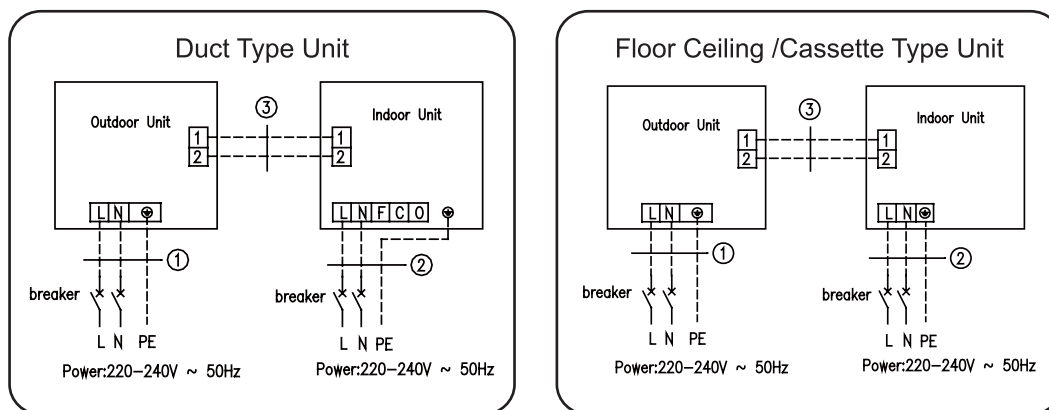 Duct Type Unit
Outdoor Unit
③
Indoor Unit
1
2
1
2
L N
L N F C O
①
②
breaker
breaker
L N PE
L N PE
Power:220-240V ~ 50Hz
Power:220-240V ~ 50Hz
Floor Ceiling /Cassette Type Unit
Outdoor Unit
③
Indoor Unit
1
2
1
2
L N
L N
①
②
breaker
breaker
L N PE
L N PE
Power:220-240V ~ 50Hz
Power:220-240V ~ 50Hz